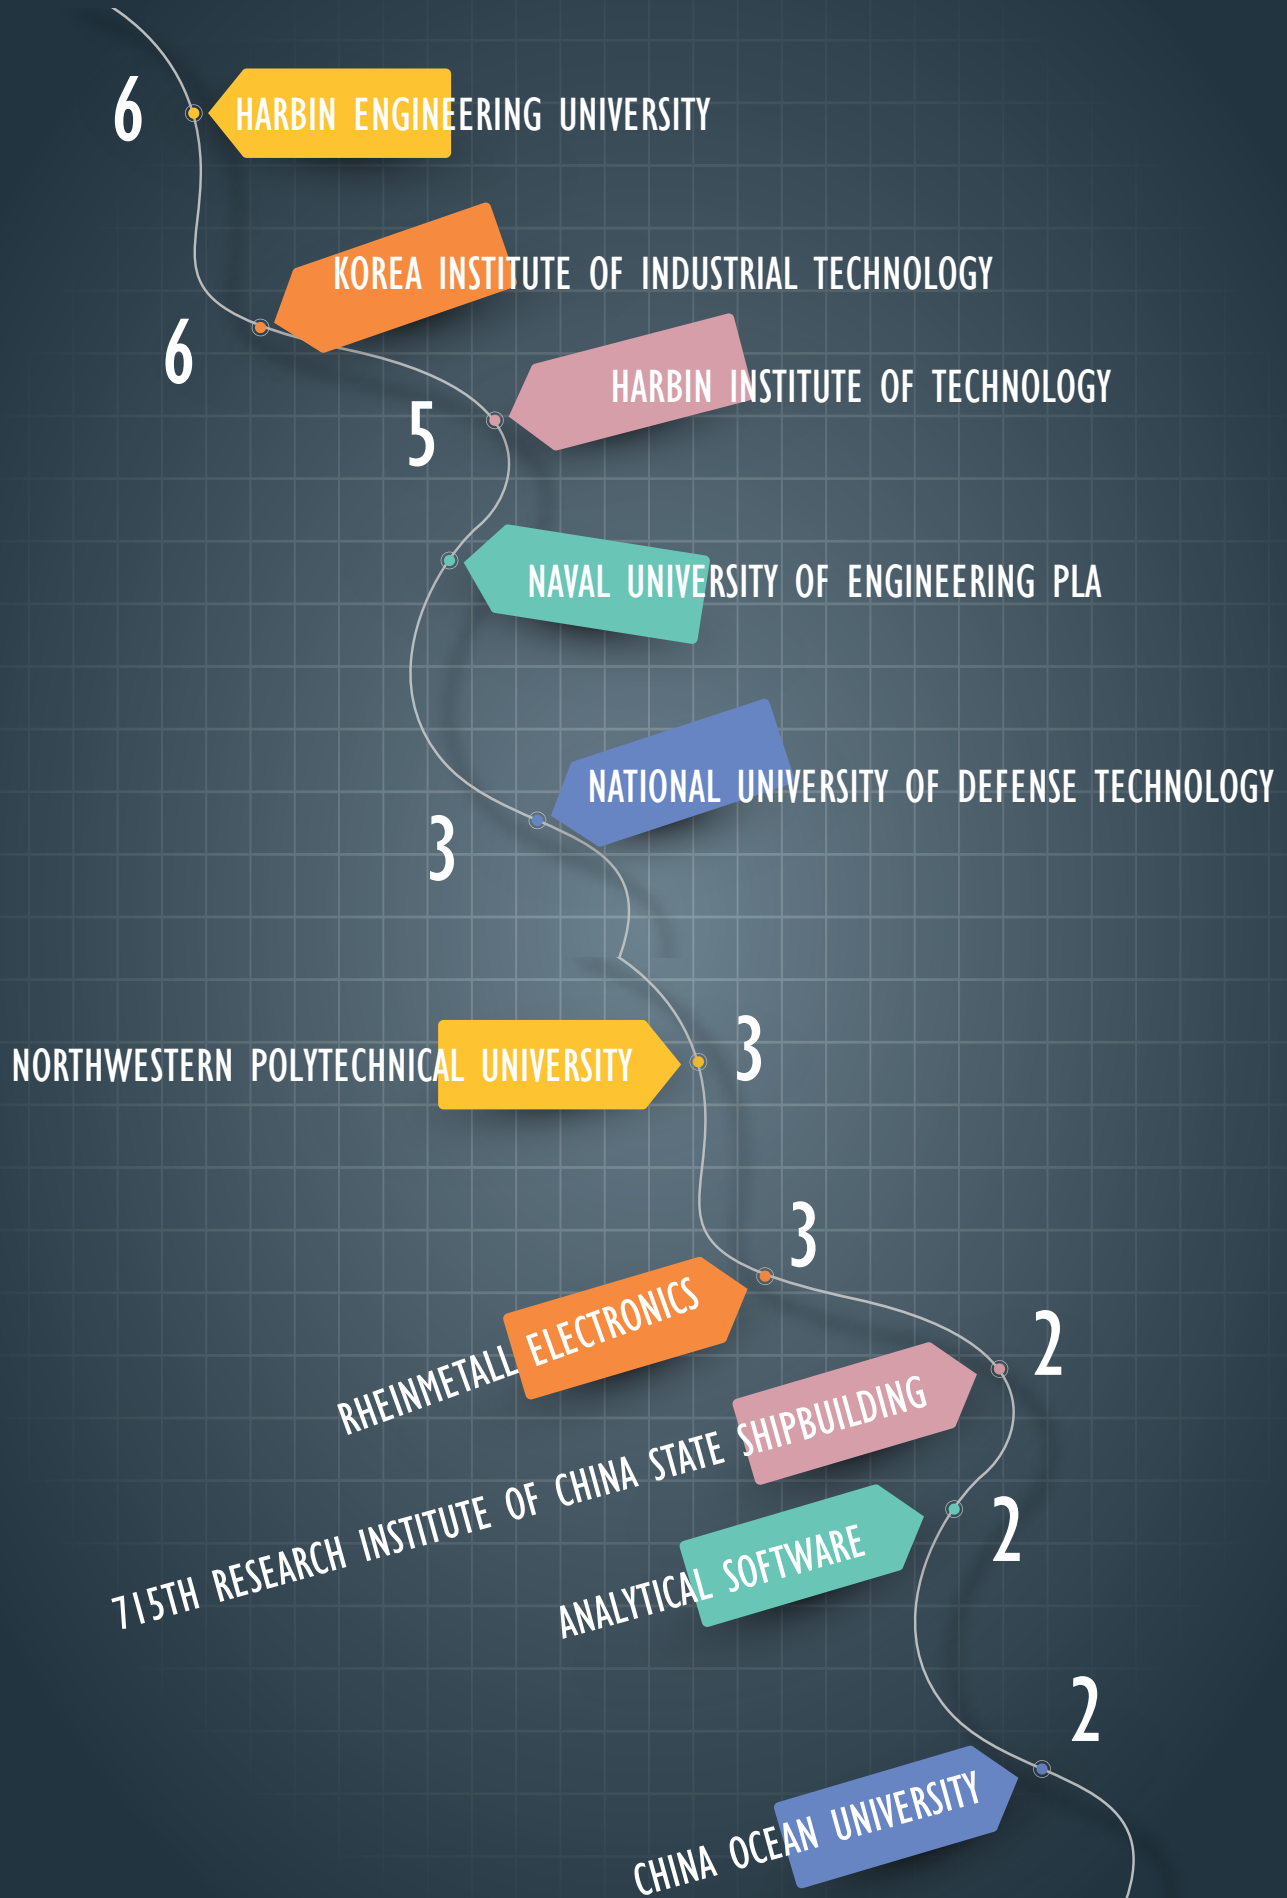 6
HARBIN ENGINEERING UNIVERSITY
KOREA INSTITUTE OF INDUSTRIAL TECHNOLOGY
6
HARBIN INSTITUTE OF TECHNOLOGY
5
NAVAL UNIVERSITY OF ENGINEERING PLA
NATIONAL UNIVERSITY OF DEFENSE TECHNOLOGY
3
NORTHWESTERN POLYTECHNICAL UNIVERSITY
3
3
RHEINMETALL ELECTRONICS
2
715TH RESEARCH INSTITUTE OF CHINA STATE SHIPBUILDING
2
ANALYTICAL SOFTWARE
2
CHINA OCEAN UNIVERSITY